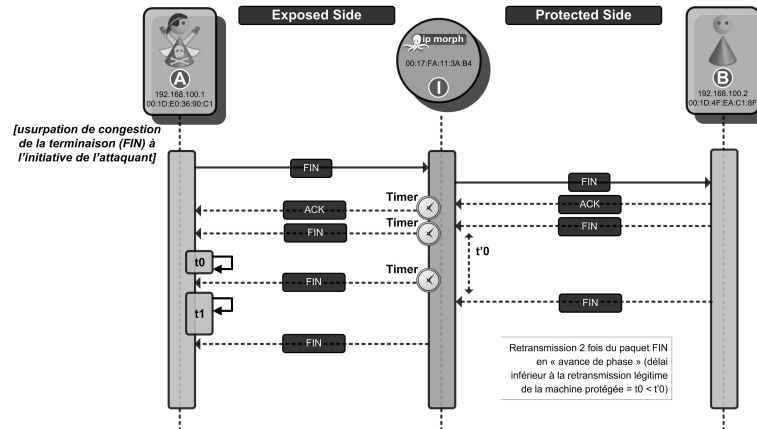 Exposed Side
Protected Side
ip morph
00:17:FA:11:3A:B4
I
A
192.168.100.1
00:1D:E0:36:90:C1
B
192.168.100.2
00:1D:4F:EA:C1:8F
[usurpation de congestion
de la terminaison (FIN) à
l'initiative de l'attaquant]
FIN
FIN
Timer
ACK
ACK
Timer
FIN
FIN
t0
t'0
Timer
FIN
FIN
t1
FIN
Retransmission 2 fois du paquet FIN
en « avance de phase » (délai
inférieur à la retransmission légitime
de la machine protégée = t0 < t'0)